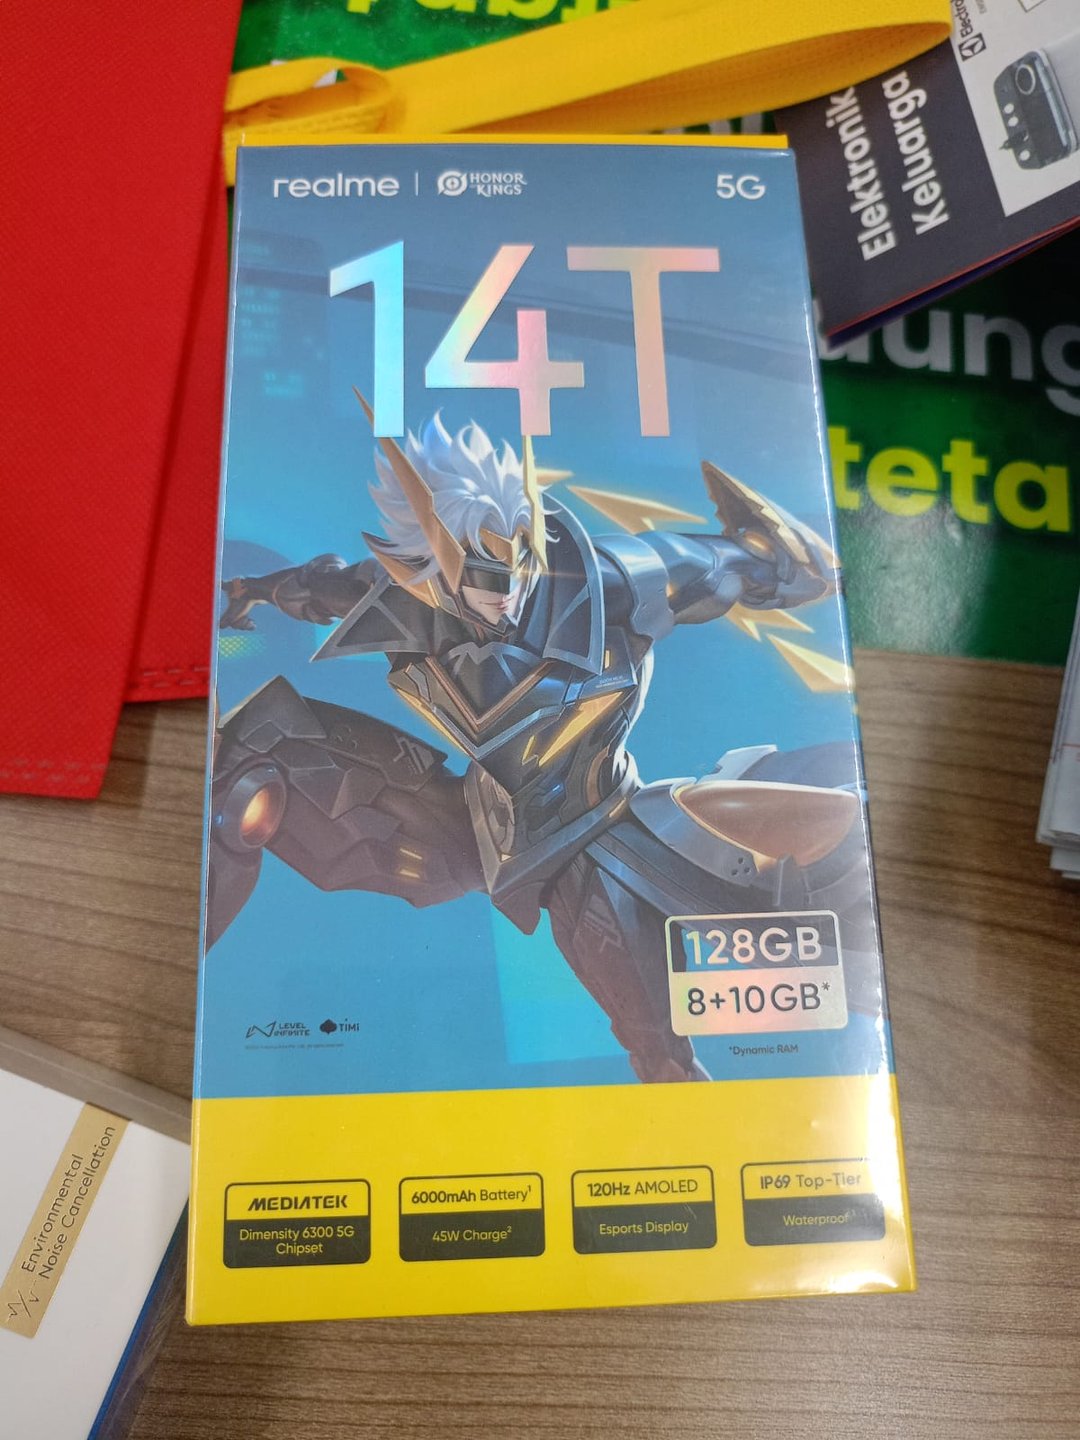 realme | HONOR OF KINGS
5G
14T
128GB
8+10GB*
*Dynamic RAM
LEVEL INFINITE
TiMi
MEDIATEK
Dimensity 6300 5G
Chipset
6000mAh Battery¹
45W Charge²
120Hz AMOLED
Esports Display
IP69 Top-Tier
Waterproof
Elektronik
Keluarga
teta
Environmental
Noise Cancellation